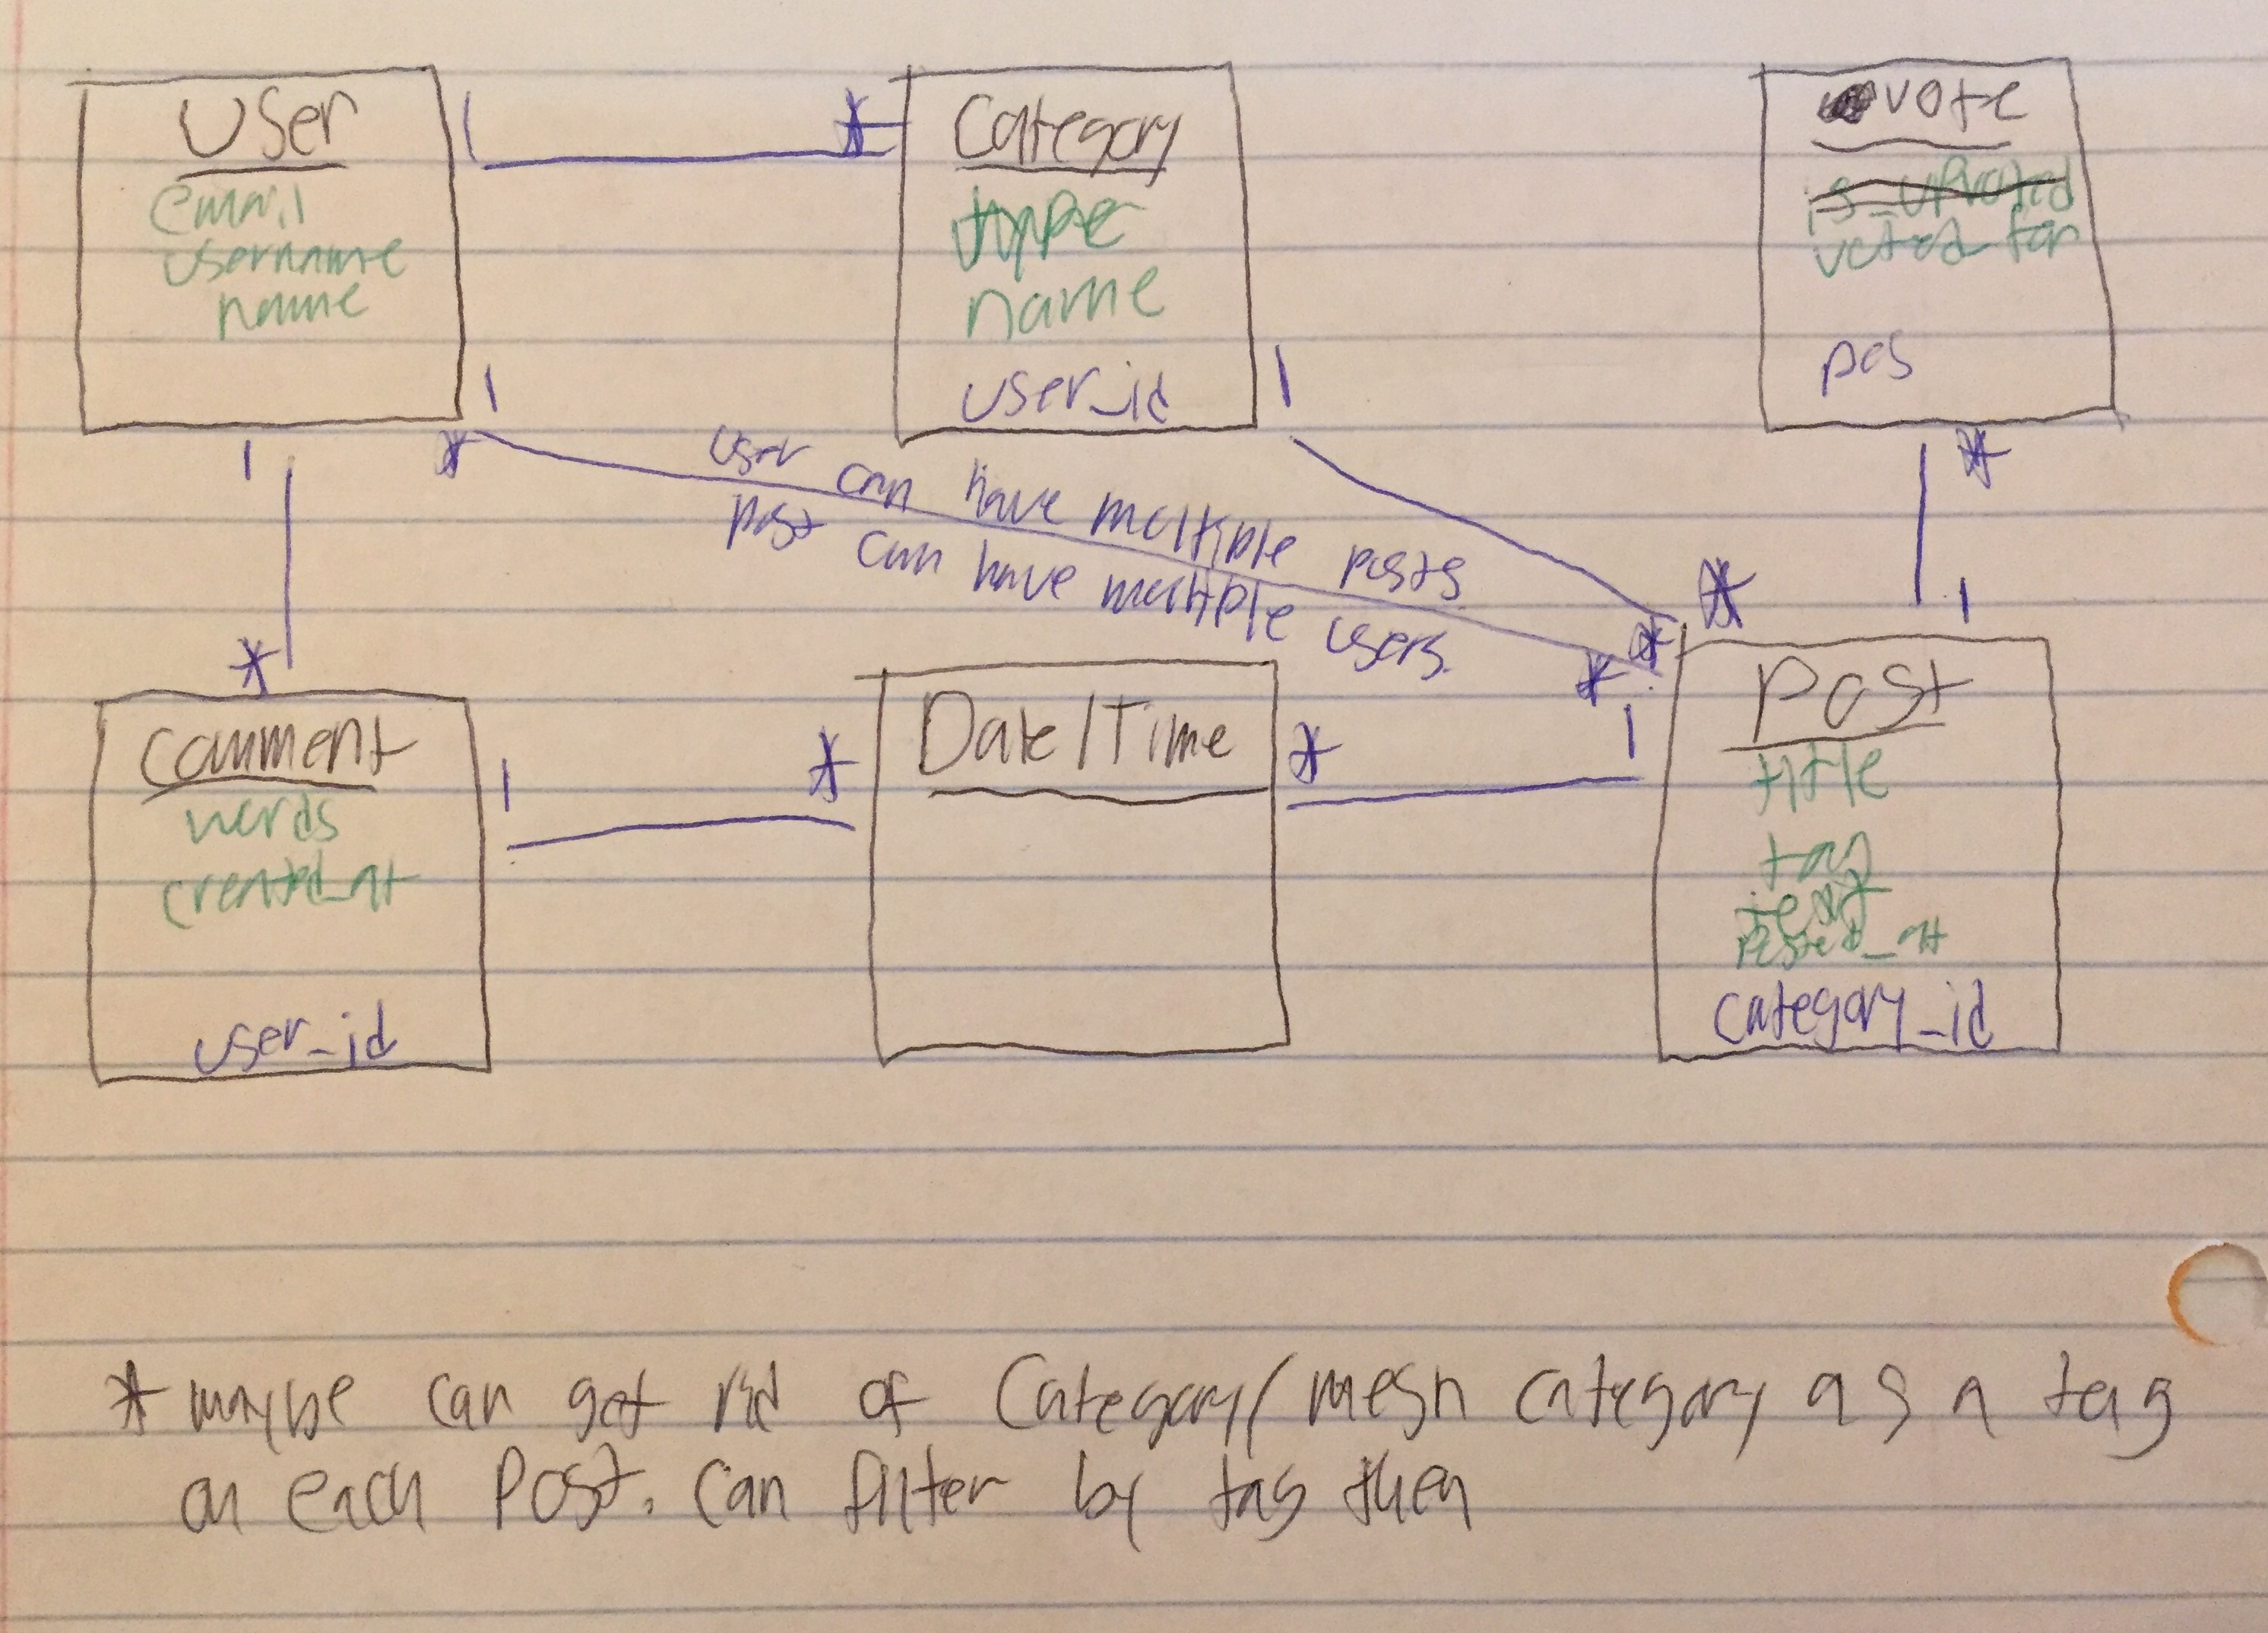 User
email
username
name
1
*
Category
type
name
user_id
vote
is_upvoted
voted_for
pos
1
1
*
1
*
1
user can have multiple posts.
post can have multiple users.
*
*
*
*
1
comment
words
created_at
user_id
1
*
Date/Time
*
1
Post
title
tag
text
posted_at
category_id
* maybe can get rid of Category/mesh category as a tag
on each Post. Can filter by tag then